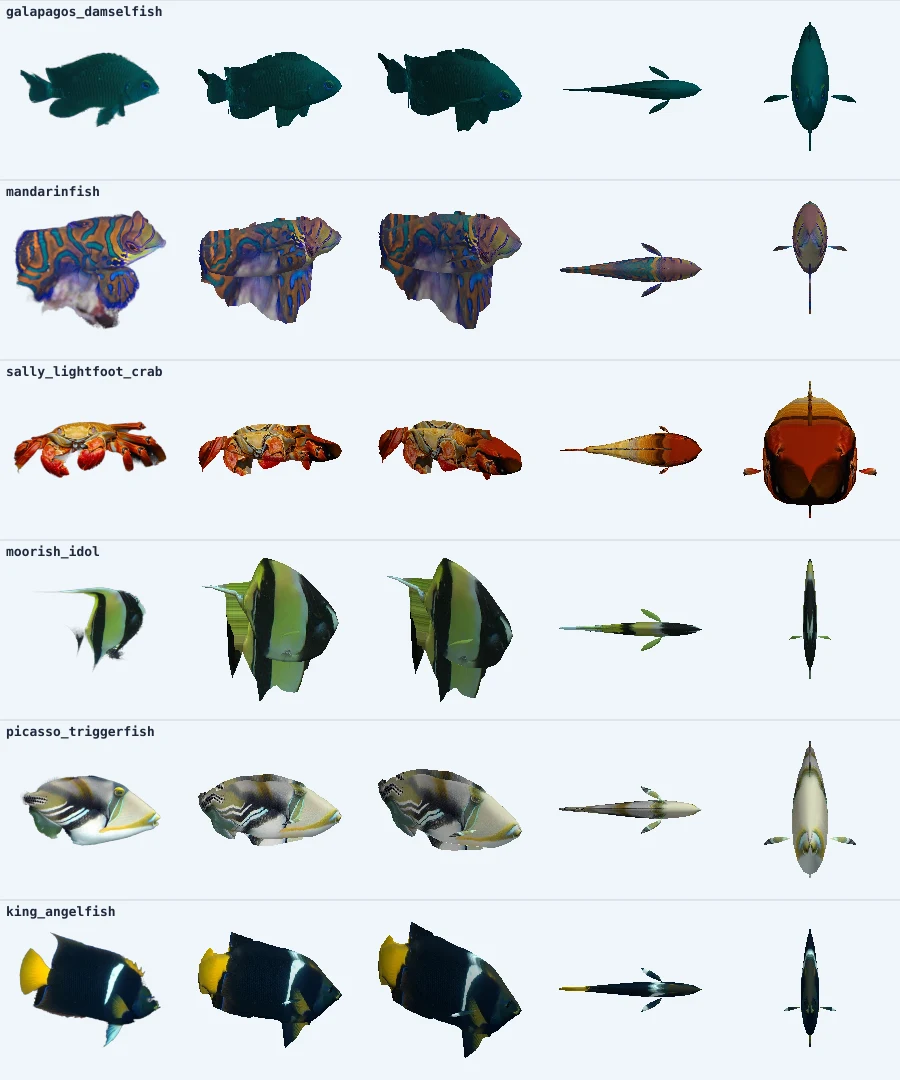 galapagos_damselfish
mandarinfish
sally_lightfoot_crab
moorish_idol
picasso_triggerfish
king_angelfish